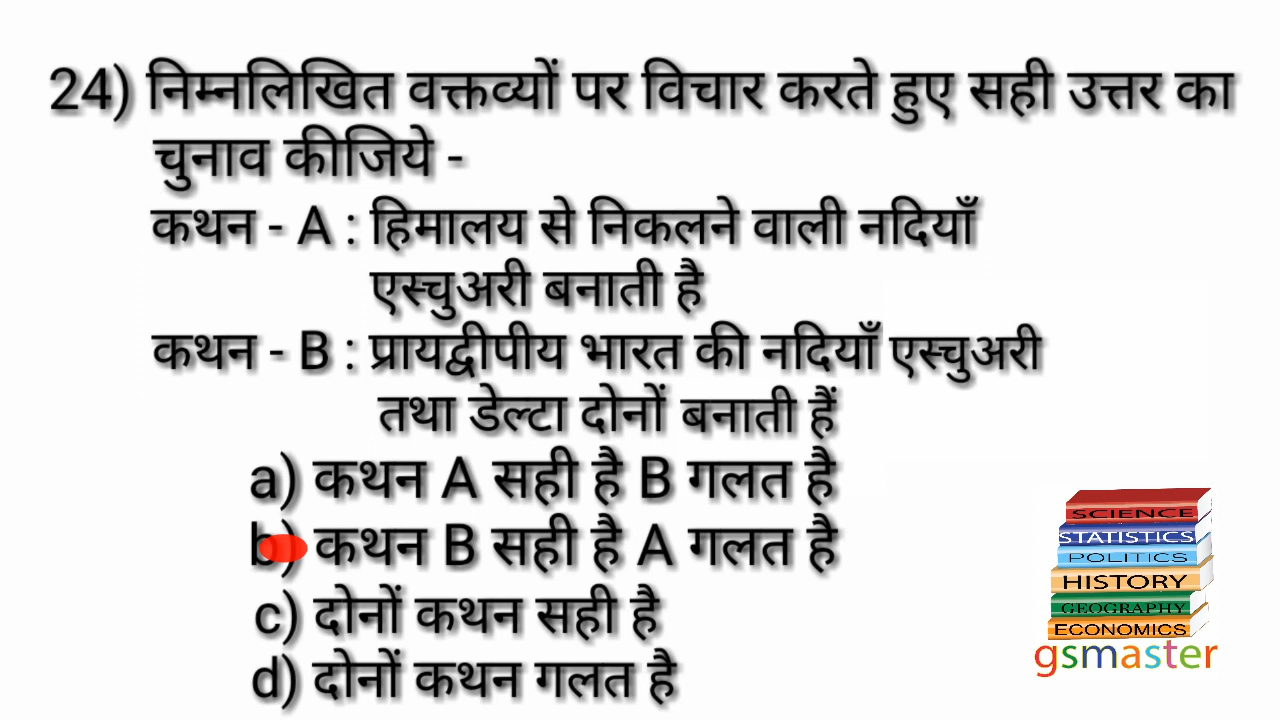 24) निम्नलिखित वक्तव्यों पर विचार करते हुए सही उत्तर का
चुनाव कीजिये -
कथन - A : हिमालय से निकलने वाली नदियाँ
एस्चुअरी बनाती है
कथन - B : प्रायद्वीपीय भारत की नदियाँ एस्चुअरी
तथा डेल्टा दोनों बनाती हैं
a) कथन A सही है B गलत है
b) कथन B सही है A गलत है
c) दोनों कथन सही है
d) दोनों कथन गलत है
SCIENCE
STATISTICS
POLITICS
HISTORY
GEOGRAPHY
ECONOMICS
gsmaster